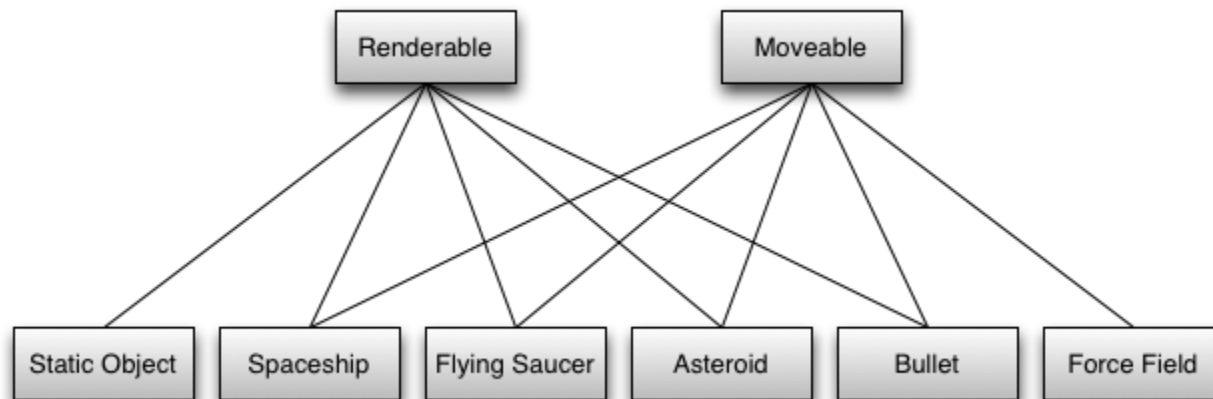 Renderable
Moveable
Static Object
Spaceship
Flying Saucer
Asteroid
Bullet
Force Field